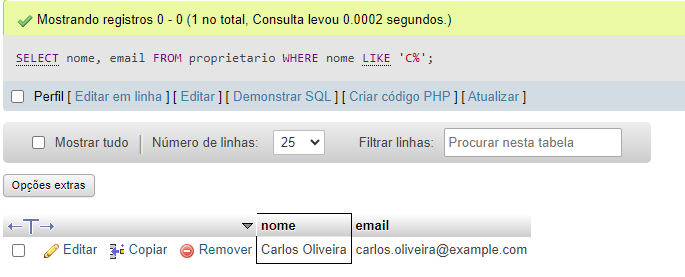 Mostrando registros 0 - 0 (1 no total, Consulta levou 0.0002 segundos.)
SELECT nome, email FROM proprietario WHERE nome LIKE 'C%';
Perfil [ Editar em linha ] [ Editar ] [ Demonstrar SQL ] [ Criar código PHP ] [ Atualizar ]
Mostrar tudo Número de linhas: 25 Filtrar linhas: Procurar nesta tabela
Opções extras
nome email
Editar Copiar Remover Carlos Oliveira carlos.oliveira@example.com